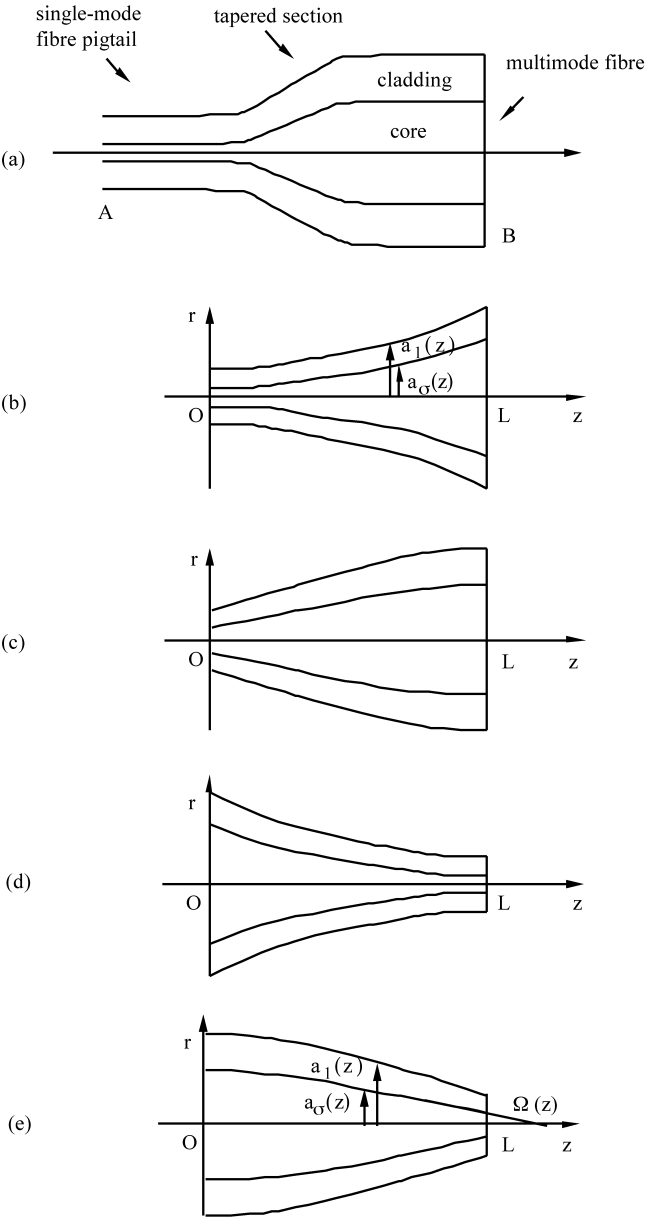 single-mode
fibre pigtail
tapered section
multimode fibre
cladding
core
(a)
A
B
r
a₁(z)
aσ(z)
(b)
O
L
z
r
(c)
O
L
z
r
(d)
O
L
z
r
a₁(z)
aσ(z)
Ω(z)
(e)
O
L
z